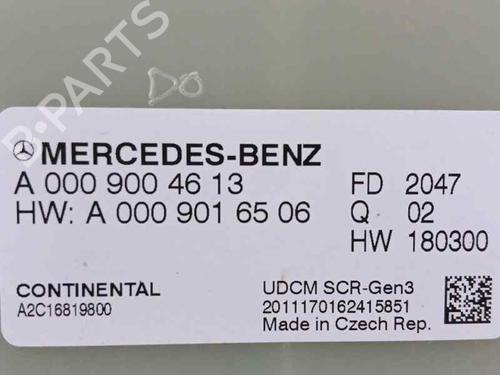 B-PARTS
DO
MERCEDES-BENZ
A 000 900 46 13
HW: A 000 901 65 06
FD 2047
Q 02
HW 180300
CONTINENTAL
A2C16819800
UDCM SCR-Gen3
2011170162415851
Made in Czech Rep.